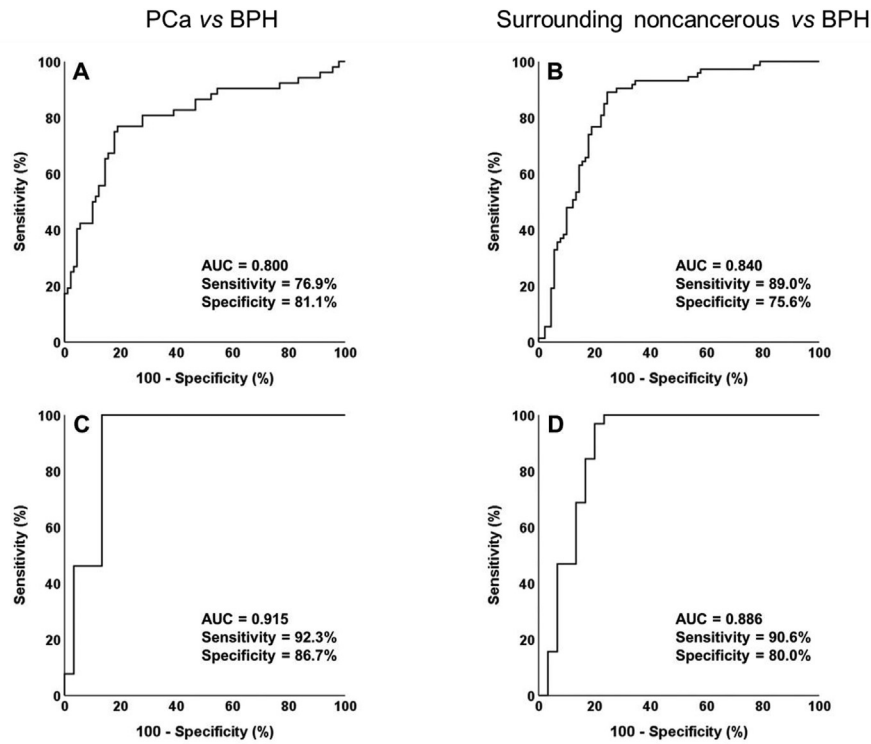 PCa vs BPH
Surrounding noncancerous vs BPH
A
100
80
60
40
20
0
Sensitivity (%)
AUC = 0.800
Sensitivity = 76.9%
Specificity = 81.1%
0 20 40 60 80 100
100 - Specificity (%)
B
100
80
60
40
20
0
Sensitivity (%)
AUC = 0.840
Sensitivity = 89.0%
Specificity = 75.6%
0 20 40 60 80 100
100 - Specificity (%)
C
100
80
60
40
20
0
Sensitivity (%)
AUC = 0.915
Sensitivity = 92.3%
Specificity = 86.7%
0 20 40 60 80 100
100 - Specificity (%)
D
100
80
60
40
20
0
Sensitivity (%)
AUC = 0.886
Sensitivity = 90.6%
Specificity = 80.0%
0 20 40 60 80 100
100 - Specificity (%)